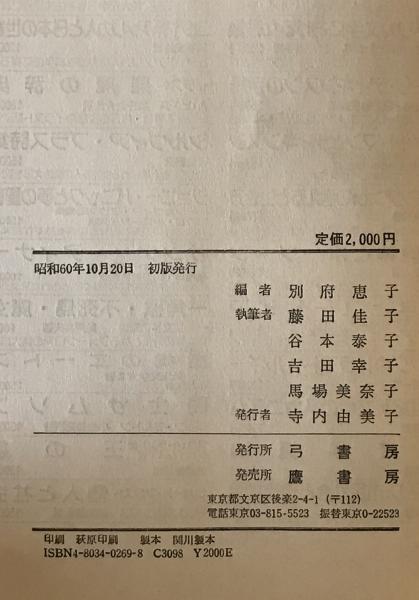 定価2,000円
昭和60年10月20日 初版発行
編者 別府恵子
執筆者 藤田佳子
谷本泰子
吉田幸子
馬場美奈子
発行者 寺内由美子
発行所 弓書房
発売所 鷹書房
東京都文京区後楽2-4-1（〒112）
電話東京03-815-5523 振替東京0-22523
印刷 萩原印刷 製本 関川製本
ISBN4-8034-0269-8 C3098 Y2000E